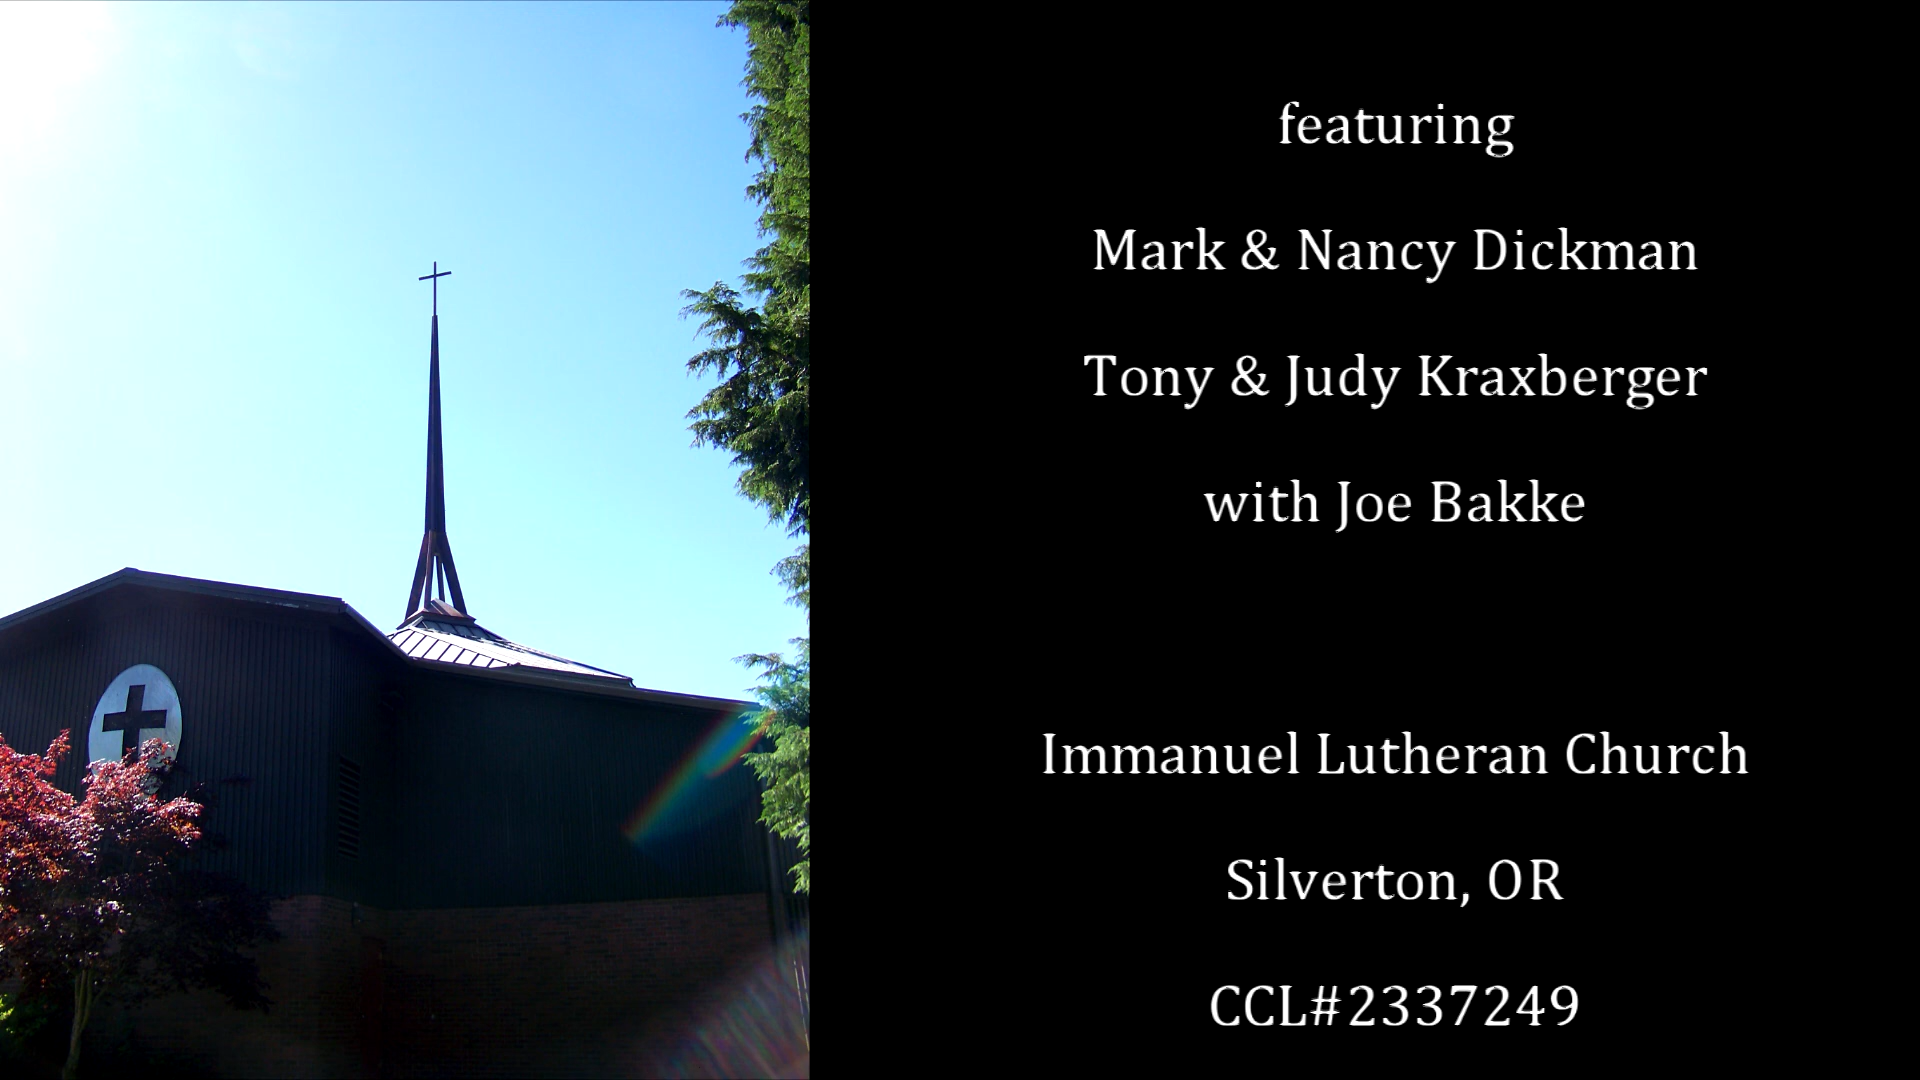 featuring
Mark & Nancy Dickman
Tony & Judy Kraxberger
with Joe Bakke
Immanuel Lutheran Church
Silverton, OR
CCL#2337249